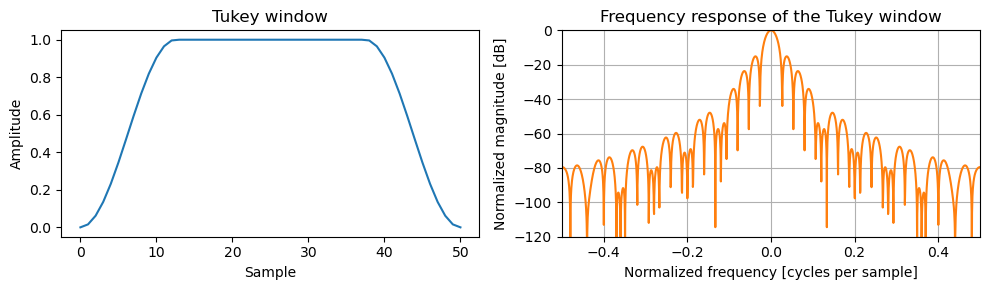 Tukey window
Amplitude
1.0
0.8
0.6
0.4
0.2
0.0
0 10 20 30 40 50
Sample
Frequency response of the Tukey window
Normalized magnitude [dB]
0
−20
−40
−60
−80
−100
−120
−0.4 −0.2 0.0 0.2 0.4
Normalized frequency [cycles per sample]